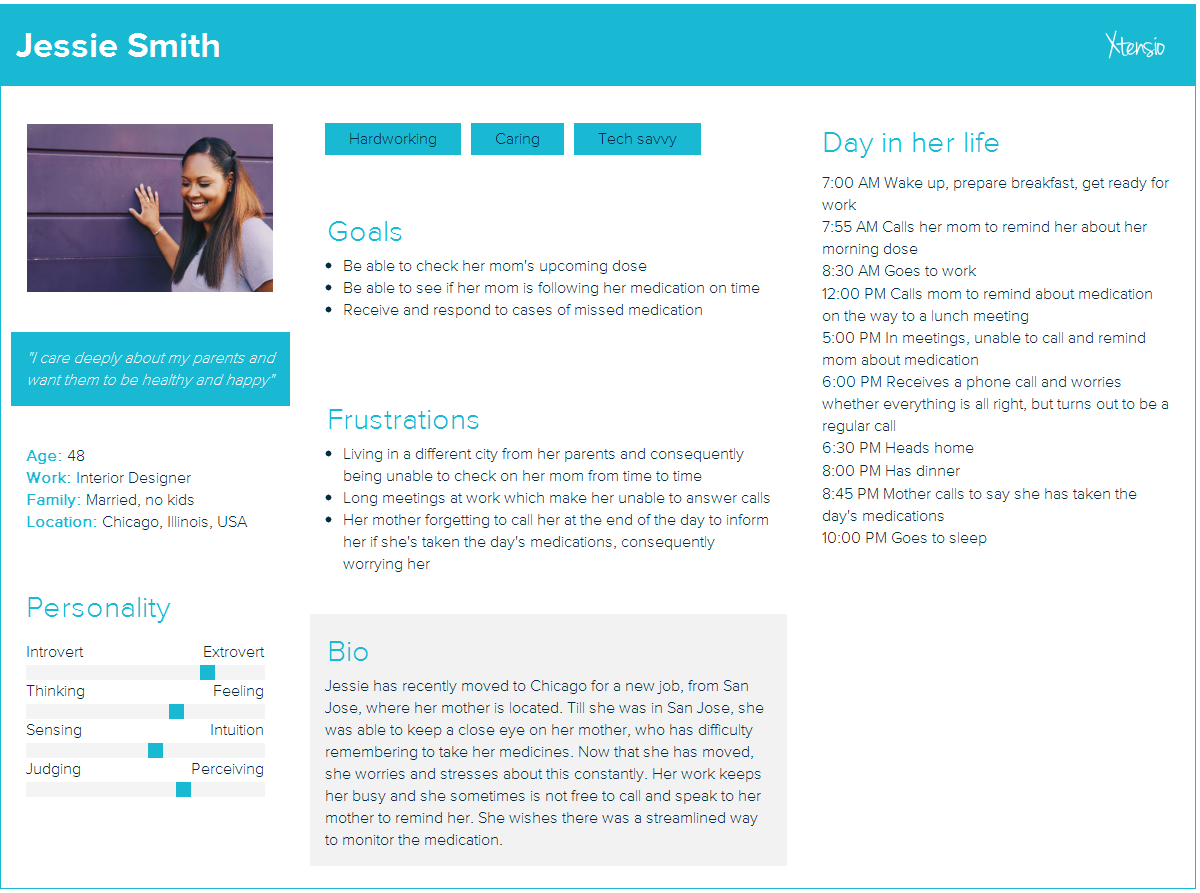 Jessie Smith
Xtensio
"I care deeply about my parents and
want them to be healthy and happy"
Age: 48
Work: Interior Designer
Family: Married, no kids
Location: Chicago, Illinois, USA
Personality
Introvert Extrovert
Thinking Feeling
Sensing Intuition
Judging Perceiving
Hardworking Caring Tech savvy
Goals
• Be able to check her mom's upcoming dose
• Be able to see if her mom is following her medication on time
• Receive and respond to cases of missed medication
Frustrations
• Living in a different city from her parents and consequently
being unable to check on her mom from time to time
• Long meetings at work which make her unable to answer calls
• Her mother forgetting to call her at the end of the day to inform
her if she's taken the day's medications, consequently
worrying her
Bio
Jessie has recently moved to Chicago for a new job, from San
Jose, where her mother is located. Till she was in San Jose, she
was able to keep a close eye on her mother, who has difficulty
remembering to take her medicines. Now that she has moved,
she worries and stresses about this constantly. Her work keeps
her busy and she sometimes is not free to call and speak to her
mother to remind her. She wishes there was a streamlined way
to monitor the medication.
Day in her life
7:00 AM Wake up, prepare breakfast, get ready for
work
7:55 AM Calls her mom to remind her about her
morning dose
8:30 AM Goes to work
12:00 PM Calls mom to remind about medication
on the way to a lunch meeting
5:00 PM In meetings, unable to call and remind
mom about medication
6:00 PM Receives a phone call and worries
whether everything is all right, but turns out to be a
regular call
6:30 PM Heads home
8:00 PM Has dinner
8:45 PM Mother calls to say she has taken the
day's medications
10:00 PM Goes to sleep